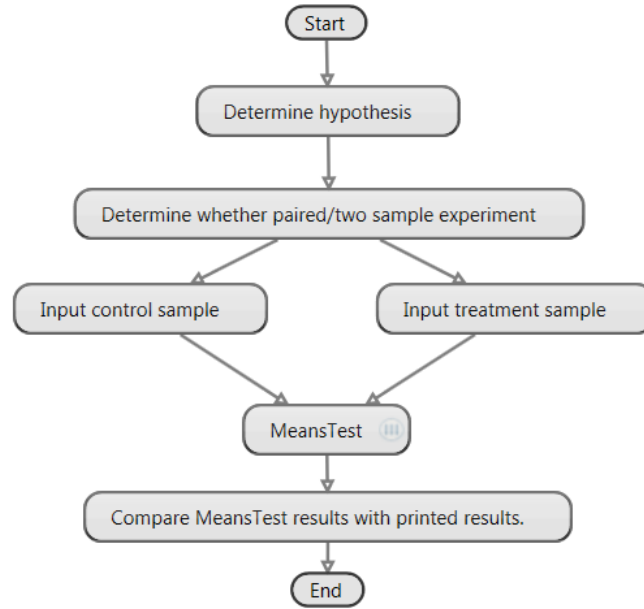 Start
Determine hypothesis
Determine whether paired/two sample experiment
Input control sample
Input treatment sample
MeansTest
Compare MeansTest results with printed results.
End